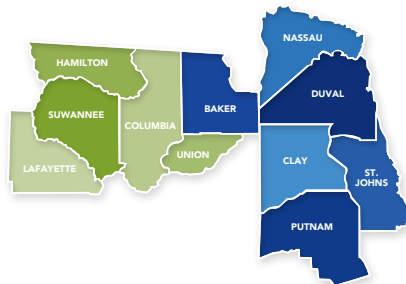 NASSAU
HAMILTON
DUVAL
BAKER
SUWANNEE
COLUMBIA
UNION
CLAY
LAFAYETTE
ST.
JOHNS
PUTNAM